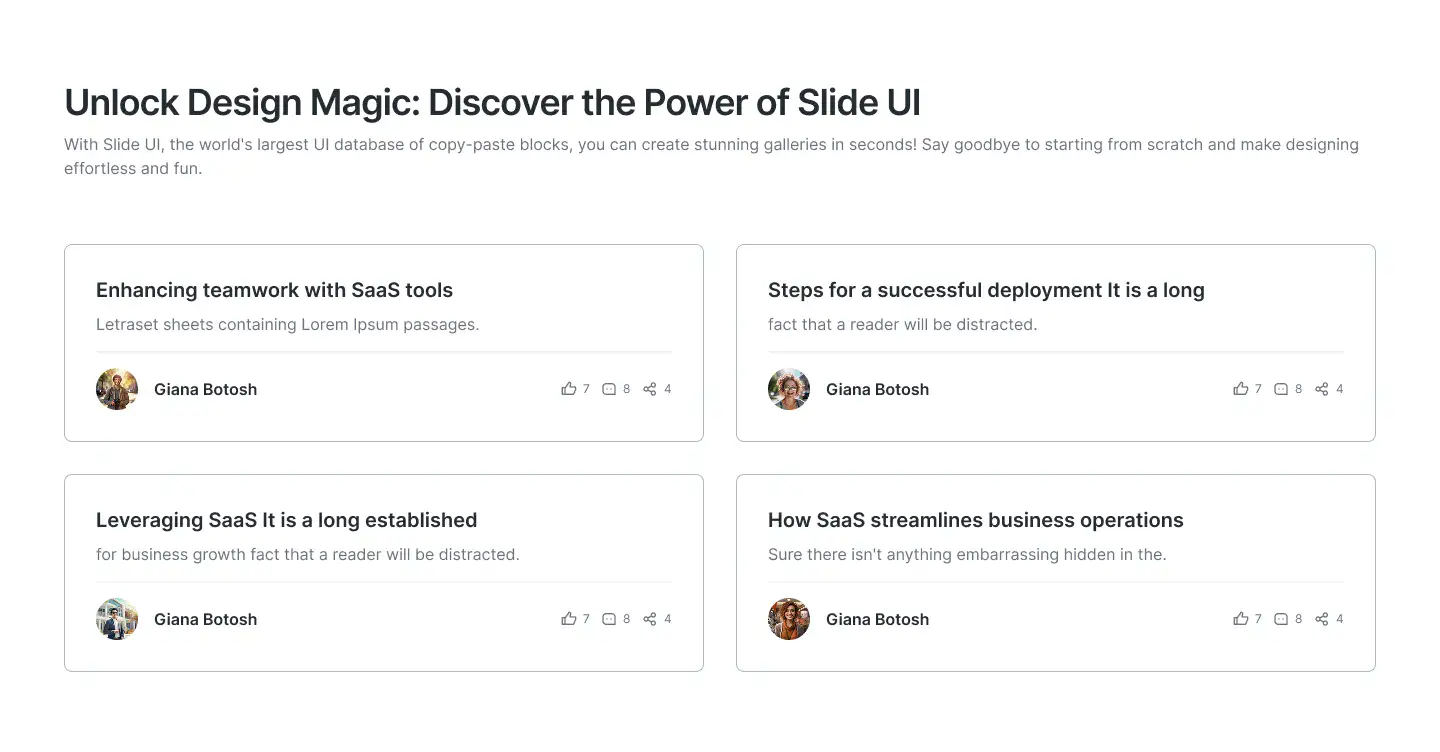 Unlock Design Magic: Discover the Power of Slide UI
With Slide UI, the world's largest UI database of copy-paste blocks, you can create stunning galleries in seconds! Say goodbye to starting from scratch and make designing
effortless and fun.
Enhancing teamwork with SaaS tools
Letraset sheets containing Lorem Ipsum passages.
Giana Botosh
7 8 4
Steps for a successful deployment It is a long
fact that a reader will be distracted.
Giana Botosh
7 8 4
Leveraging SaaS It is a long established
for business growth fact that a reader will be distracted.
Giana Botosh
7 8 4
How SaaS streamlines business operations
Sure there isn't anything embarrassing hidden in the.
Giana Botosh
7 8 4